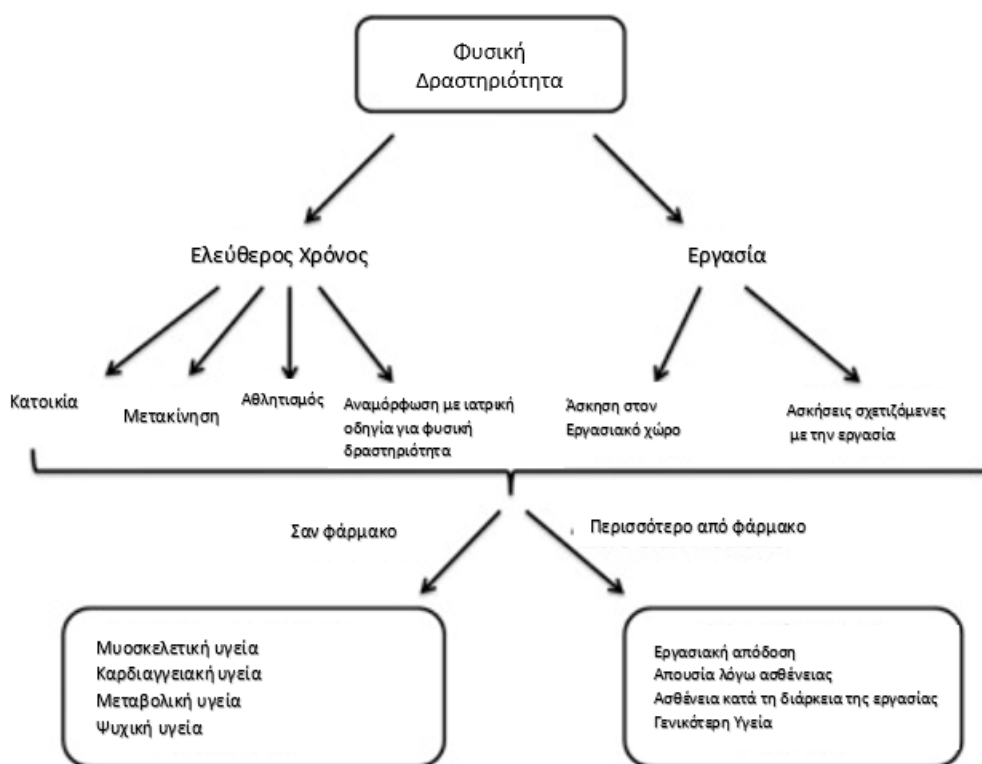 Φυσική
Δραστηριότητα
Ελεύθερος Χρόνος
Εργασία
Κατοικία
Μετακίνηση
Αθλητισμός
Αναμόρφωση με ιατρική
οδηγία για φυσική
δραστηριότητα
Άσκηση στον
Εργασιακό χώρο
Ασκήσεις σχετιζόμενες
με την εργασία
Σαν φάρμακο
Περισσότερο από φάρμακο
Μυοσκελετική υγεία
Καρδιαγγειακή υγεία
Μεταβολική υγεία
Ψυχική υγεία
Εργασιακή απόδοση
Απουσία λόγω ασθένειας
Ασθένεια κατά τη διάρκεια της εργασίας
Γενικότερη Υγεία